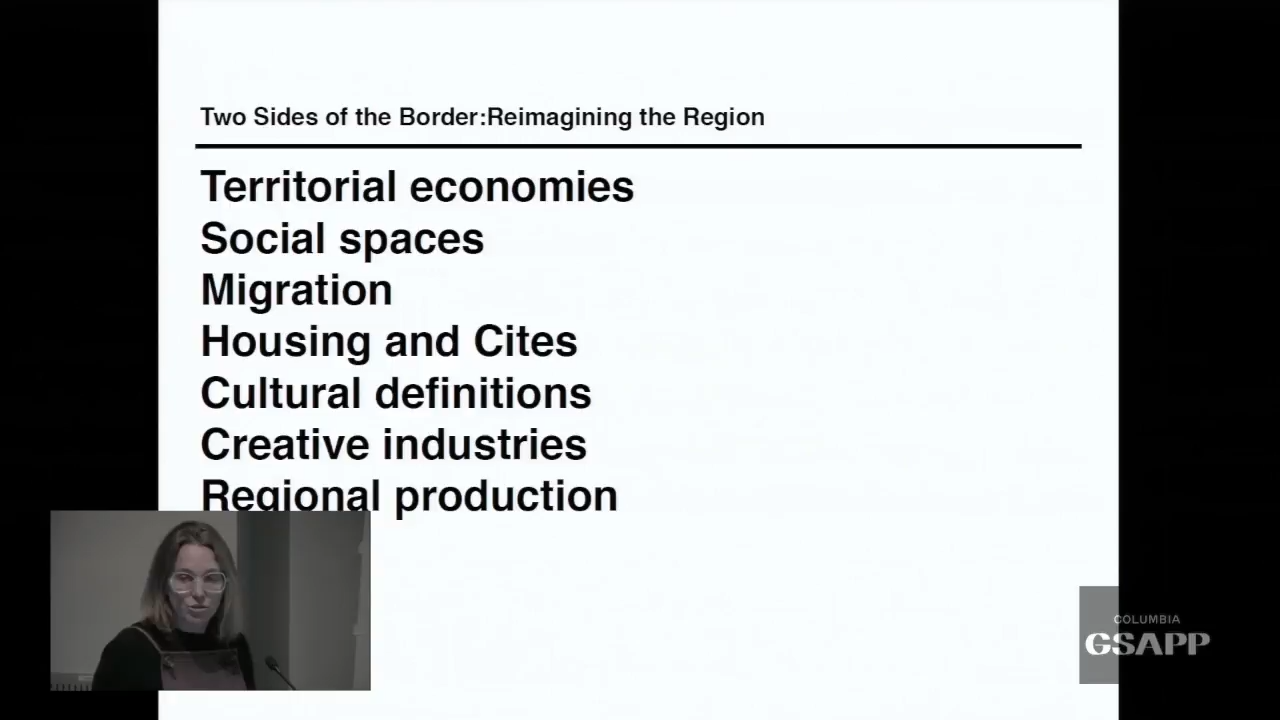 Two Sides of the Border:Reimagining the Region
Territorial economies
Social spaces
Migration
Housing and Cites
Cultural definitions
Creative industries
Regional production
COLUMBIA
GSAPP